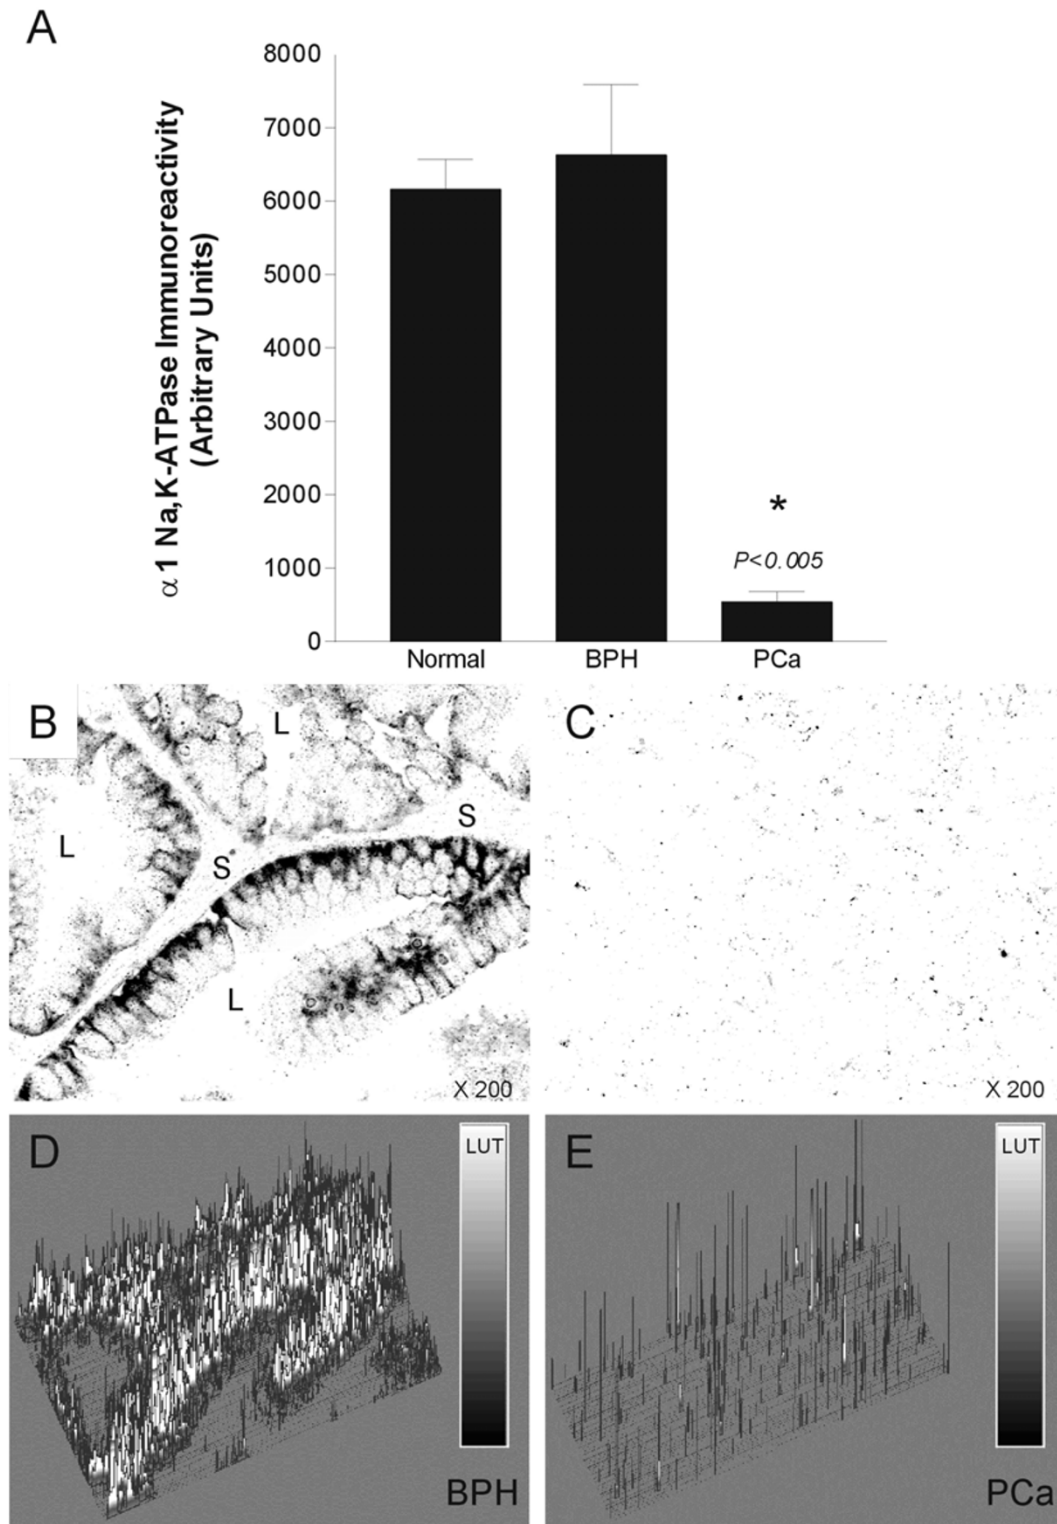 A
α1 Na,K-ATPase Immunoreactivity
(Arbitrary Units)
8000
7000
6000
5000
4000
3000
2000
1000
0
*
P<0.005
Normal BPH PCa
B
L
L
S
S
L
X 200
C
X 200
D
LUT
BPH
E
LUT
PCa